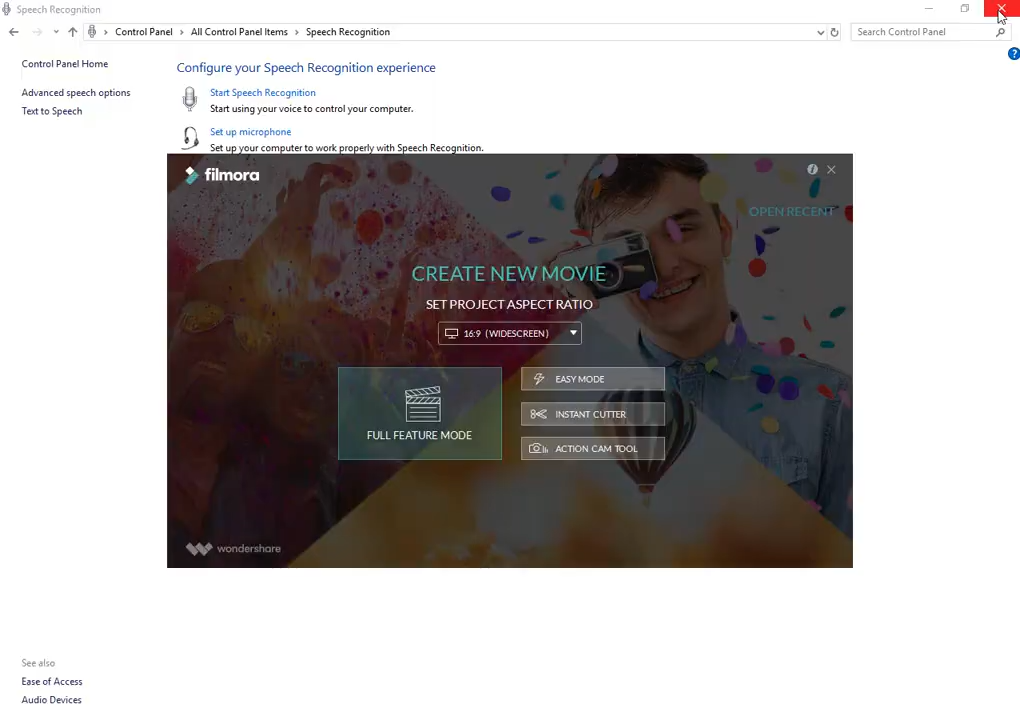 Speech Recognition
Control Panel > All Control Panel Items > Speech Recognition
Search Control Panel
Control Panel Home
Advanced speech options
Text to Speech
Configure your Speech Recognition experience
Start Speech Recognition
Start using your voice to control your computer.
Set up microphone
Set up your computer to work properly with Speech Recognition.
filmora
OPEN RECENT
CREATE NEW MOVIE
SET PROJECT ASPECT RATIO
16:9 (WIDESCREEN)
FULL FEATURE MODE
EASY MODE
INSTANT CUTTER
ACTION CAM TOOL
wondershare
See also
Ease of Access
Audio Devices